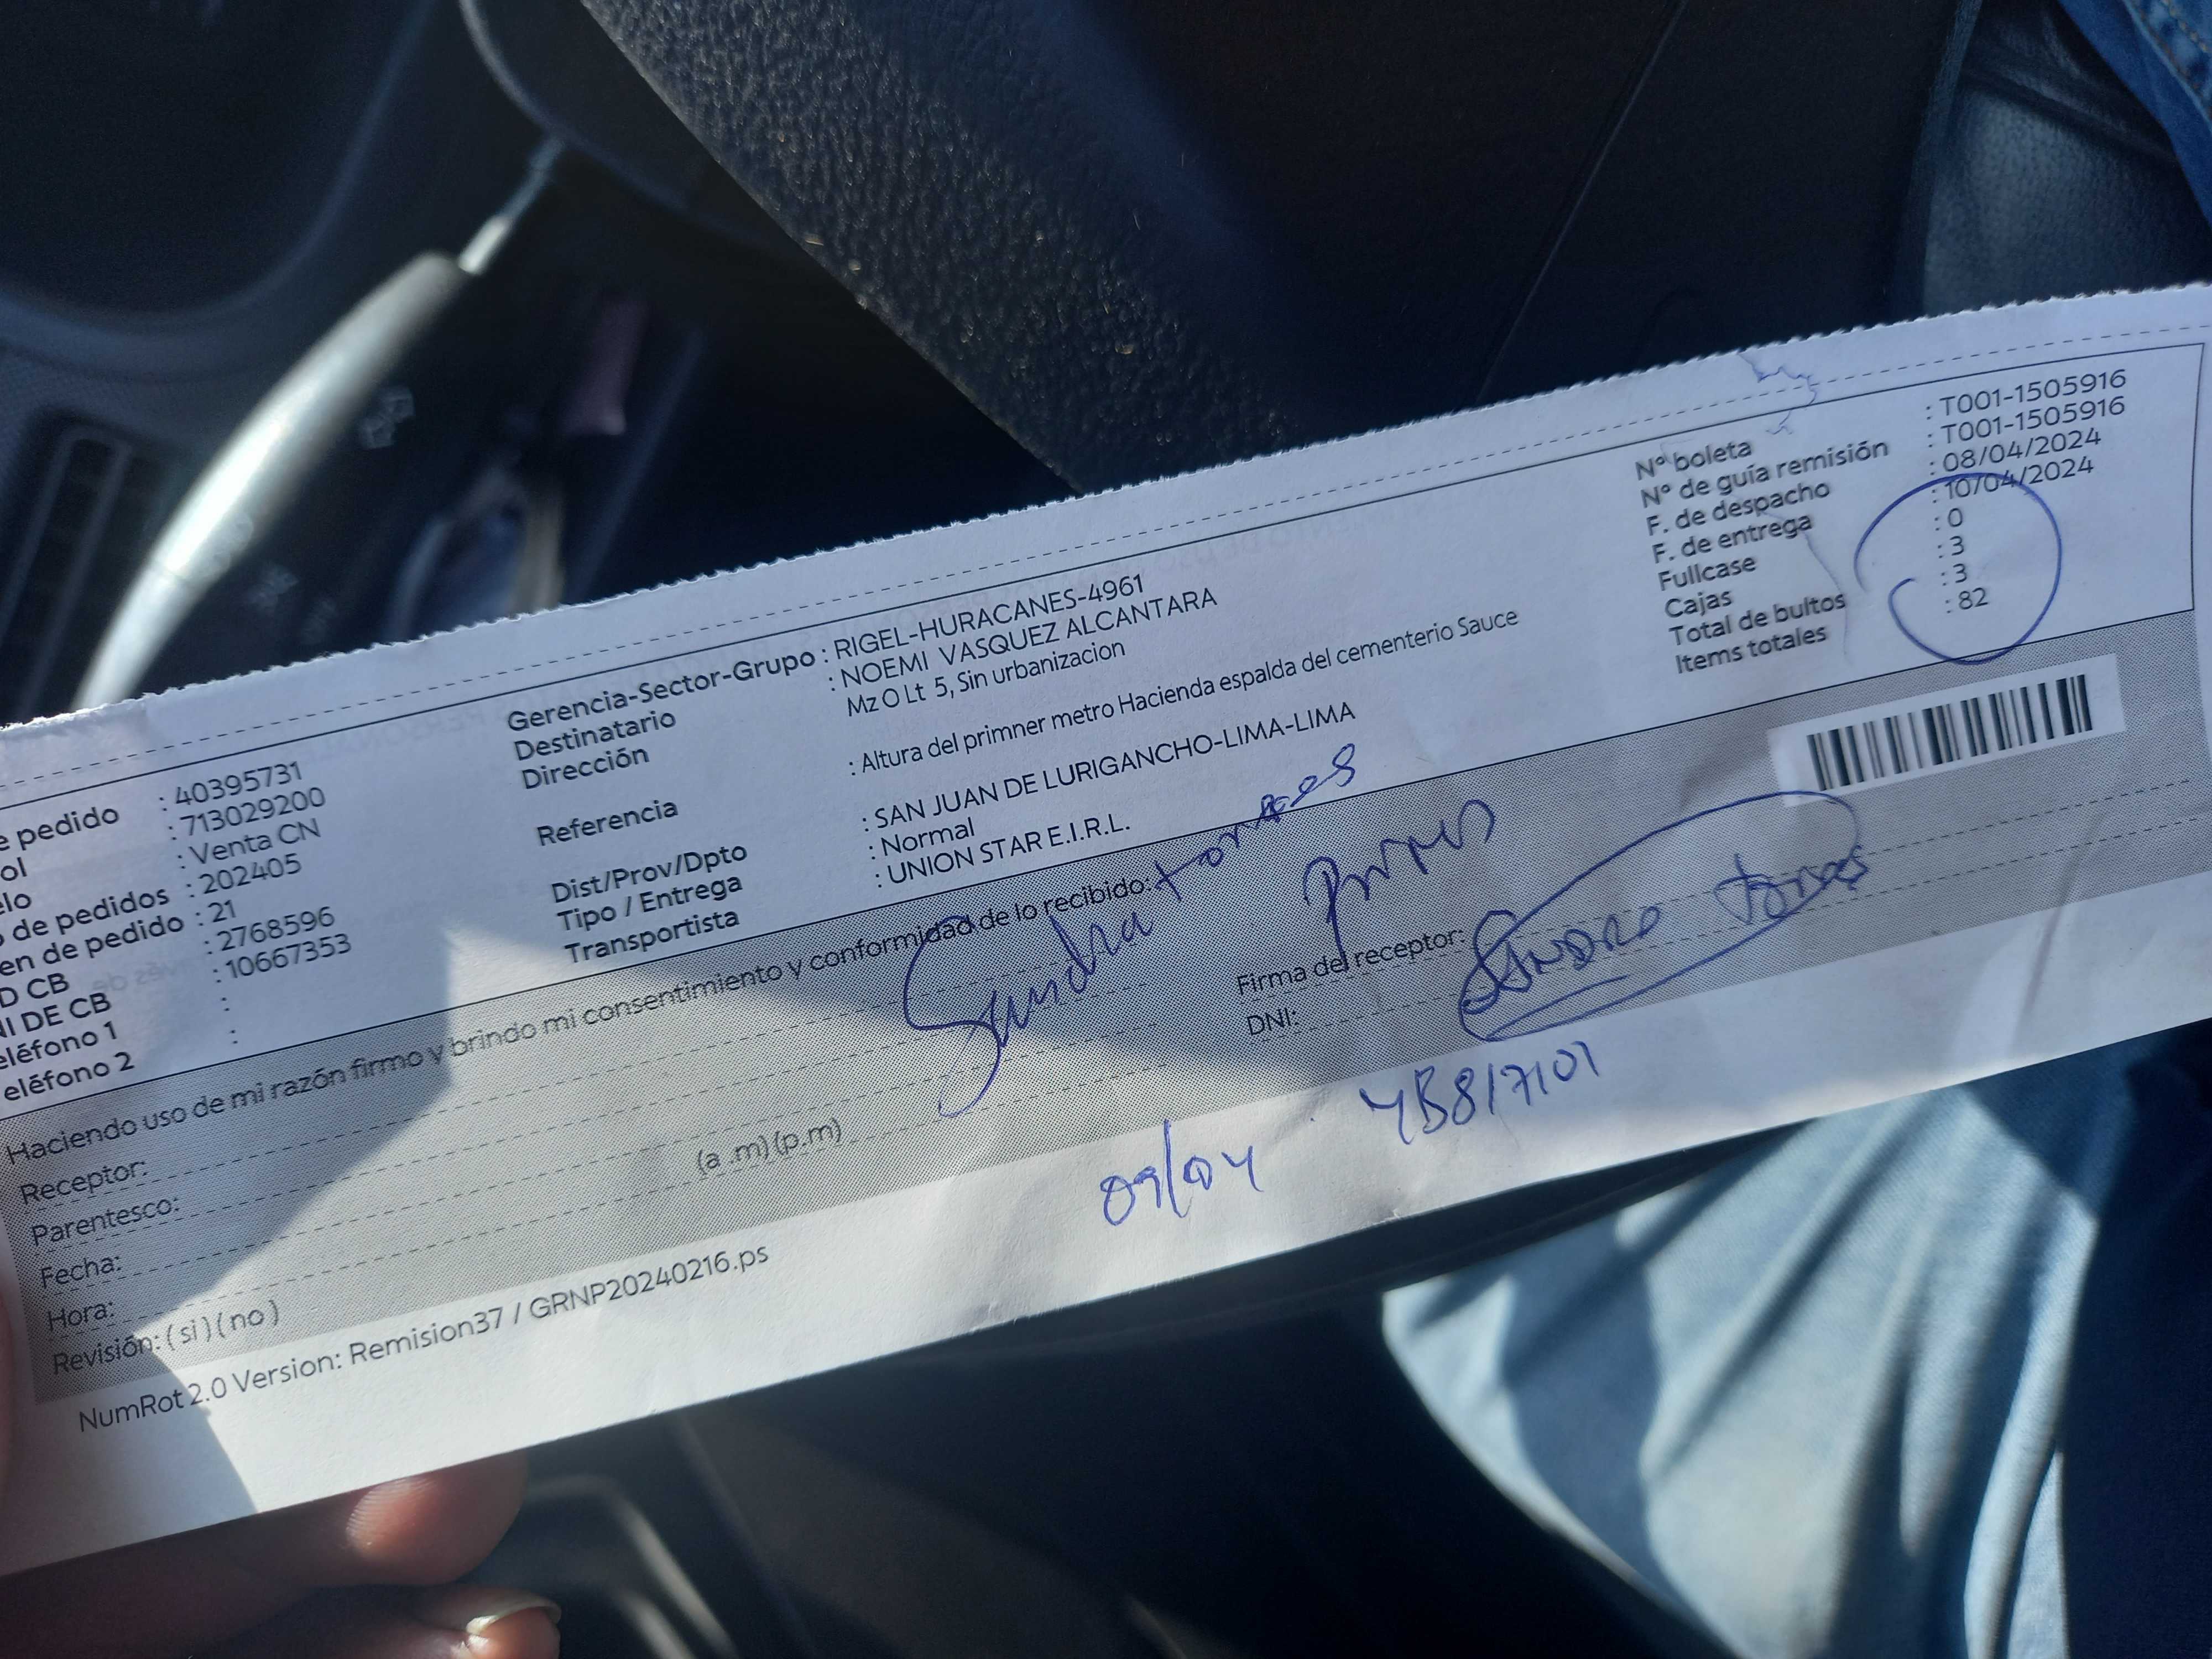 e pedido : 40395731
ol : 713029200
elo : Venta CN
o de pedidos : 202405
en de pedido : 21
D CB : 2768596
NI DE CB : 10667353
eléfono 1 :
eléfono 2 :
Gerencia-Sector-Grupo : RIGEL-HURACANES-4961
Destinatario : NOEMI VASQUEZ ALCANTARA
Dirección Mz O Lt 5, Sin urbanizacion
Referencia : Altura del primner metro Hacienda espalda del cementerio Sauce
Dist/Prov/Dpto : SAN JUAN DE LURIGANCHO-LIMA-LIMA
Tipo / Entrega : Normal
Transportista : UNION STAR E.I.R.L.
N° boleta : T001-1505916
N° de guía remisión : T001-1505916
F. de despacho : 08/04/2024
F. de entrega : 10/04/2024
Fullcase : 0
Cajas : 3
Total de bultos : 3
Items totales : 82
Haciendo uso de mi razón firmo y brindo mi consentimiento y conformidad de lo recibido:
Receptor: Sandra torres
Parentesco:
Fecha:
Hora: (a .m) (p.m)
Revisión: ( si ) ( no )
Firma del receptor:
DNI:
09/04
NumRot 2.0 Version: Remision37 / GRNP20240216.ps